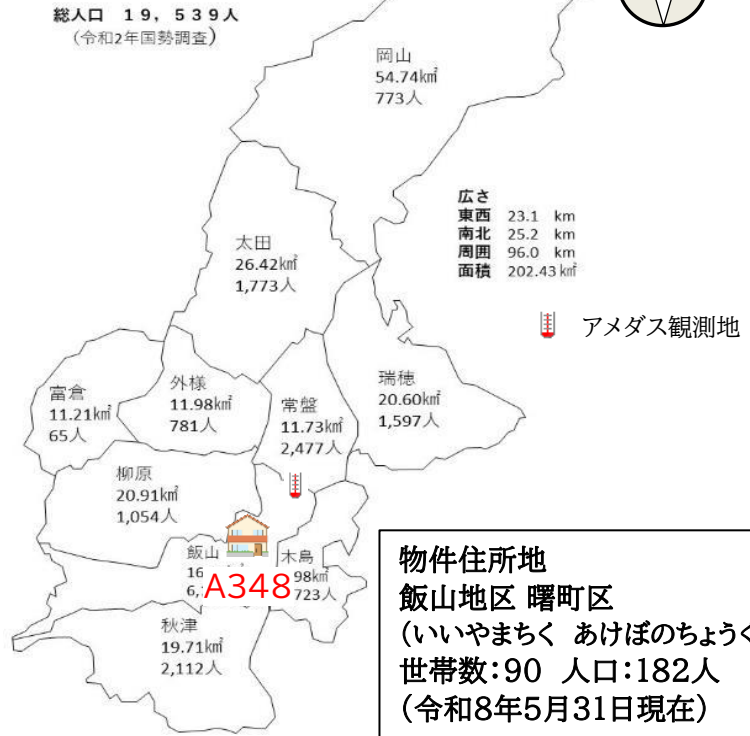 総人口 19,539人
(令和2年国勢調査)
岡山
54.74㎢
773人
広さ
東西 23.1 km
南北 25.2 km
周囲 96.0 km
面積 202.43㎢
アメダス観測地
太田
26.42㎢
1,773人
富倉
11.21㎢
65人
外様
11.98㎢
781人
常盤
11.73㎢
2,477人
瑞穂
20.60㎢
1,597人
柳原
20.91㎢
1,054人
飯山
16
6,
木島
98㎢
723人
A348
秋津
19.71㎢
2,112人
物件住所地
飯山地区 曙町区
(いいやまちく あけぼのちょうく
世帯数:90 人口:182人
(令和8年5月31日現在)